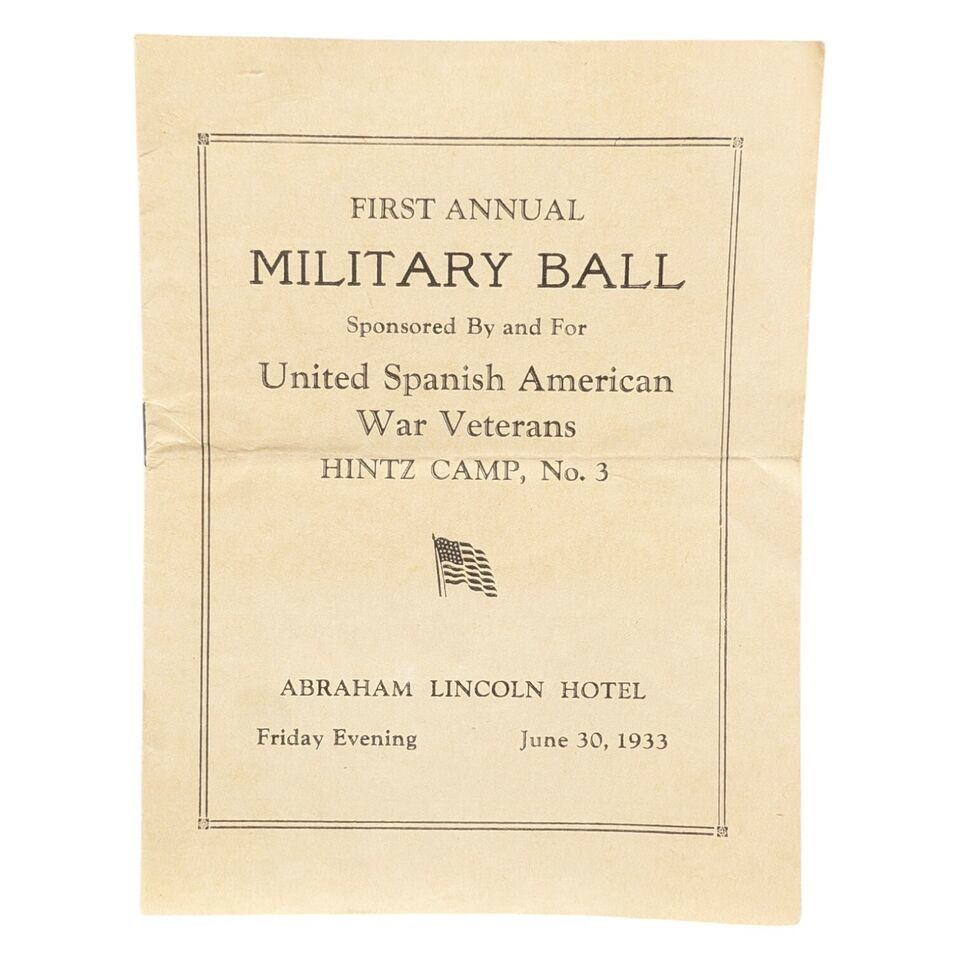 FIRST ANNUAL
MILITARY BALL
Sponsored By and For
United Spanish American
War Veterans
HINTZ CAMP, No. 3
ABRAHAM LINCOLN HOTEL
Friday Evening June 30, 1933